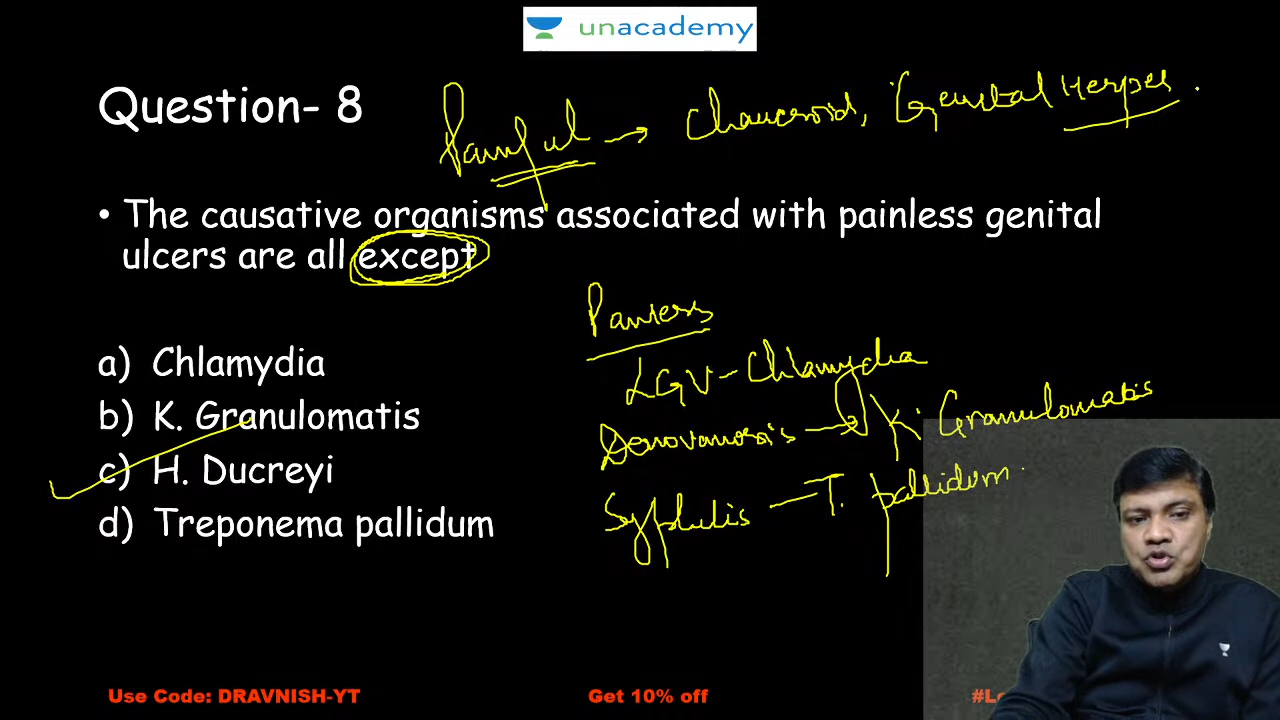 unacademy
Question- 8
Painful → Chancroid, Genital Herpes.
• The causative organisms associated with painless genital
ulcers are all except
Painless
LGV - Chlamydia
a) Chlamydia
b) K. Granulomatis
Donovanosis → K. Granulomatis
c) H. Ducreyi
Syphilis - T. pallidum.
d) Treponema pallidum
Use Code: DRAVNISH-YT
Get 10% off